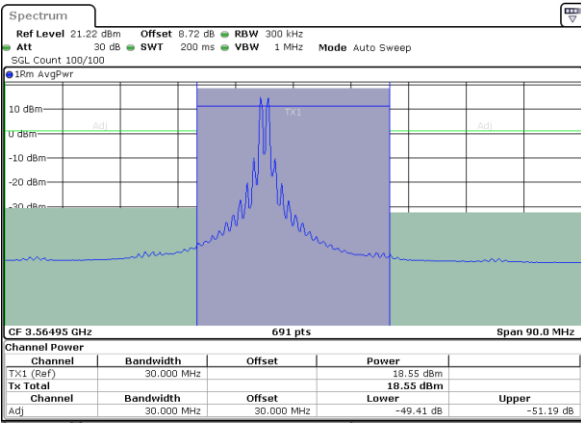 Spectrum
Ref Level 21.22 dBm Offset 8.72 dB RBW 300 kHz
Att 30 dB SWT 200 ms VBW 1 MHz Mode Auto Sweep
SGL Count 100/100
1Rm AvgPwr
10 dBm
TX1
Adj
Adj
0 dBm
-10 dBm
-20 dBm
-30 dBm
CF 3.56495 GHz 691 pts Span 90.0 MHz
Channel Power
Channel Bandwidth Offset Power
TX1 (Ref) 30.000 MHz 18.55 dBm
Tx Total 18.55 dBm
Channel Bandwidth Offset Lower Upper
Adj 30.000 MHz 30.000 MHz -49.41 dB -51.19 dB